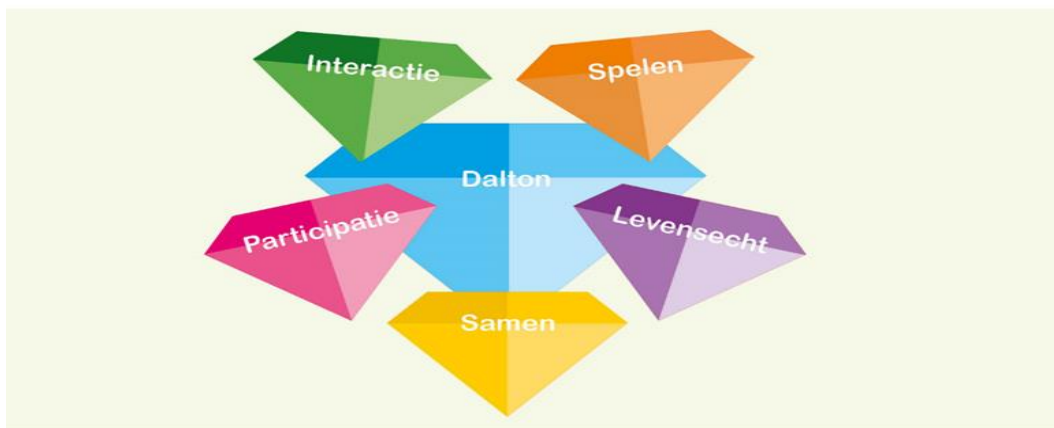 Interactie
Spelen
Dalton
Participatie
Levensecht
Samen